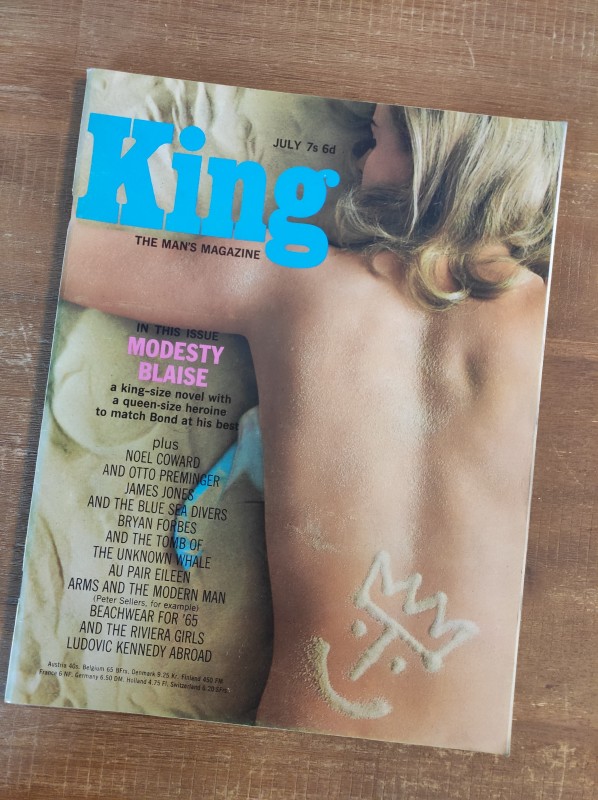 King
JULY 7s 6d
THE MAN'S MAGAZINE
IN THIS ISSUE
MODESTY
BLAISE
a king-size novel with
a queen-size heroine
to match Bond at his best
plus
NOEL COWARD
AND OTTO PREMINGER
JAMES JONES
AND THE BLUE SEA DIVERS
BRYAN FORBES
AND THE TOMB OF
THE UNKNOWN WHALE
AU PAIR EILEEN
ARMS AND THE MODERN MAN
(Peter Sellers, for example)
BEACHWEAR FOR '65
AND THE RIVIERA GIRLS
LUDOVIC KENNEDY ABROAD
Austria 40s. Belgium 65 BFrs. Denmark 9.25 Kr. Finland 450 FM
France 6 NF. Germany 6.50 DM. Holland 4.75 Fl. Switzerland 6.20 SFrs.